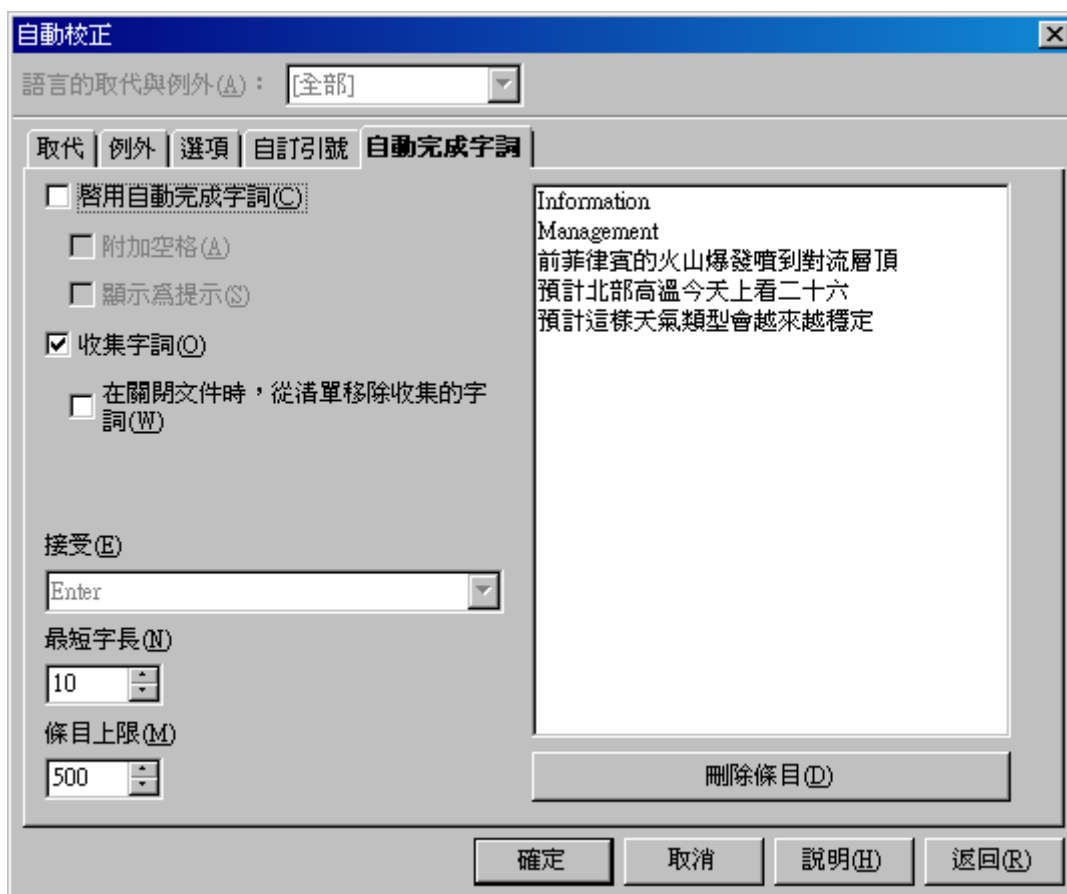 自動校正
語言的取代與例外(A)： [全部]
取代 例外 選項 自訂引號 自動完成字詞
啟用自動完成字詞(C)
附加空格(A)
顯示為提示(S)
收集字詞(O)
在關閉文件時，從清單移除收集的字
詞(W)
接受(E)
Enter
最短字長(N)
10
條目上限(M)
500
Information
Management
前菲律賓的火山爆發噴到對流層頂
預計北部高溫今天上看二十六
預計這樣天氣類型會越來越穩定
刪除條目(D)
確定 取消 說明(H) 返回(R)